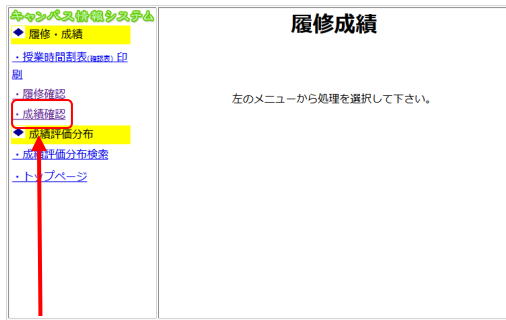 キャンパス情報システム
履修・成績
・授業時間割表(確認表) 印
刷
・履修確認
・成績確認
成績評価分布
・成績評価分布検索
・トップページ
履修成績
左のメニューから処理を選択して下さい。